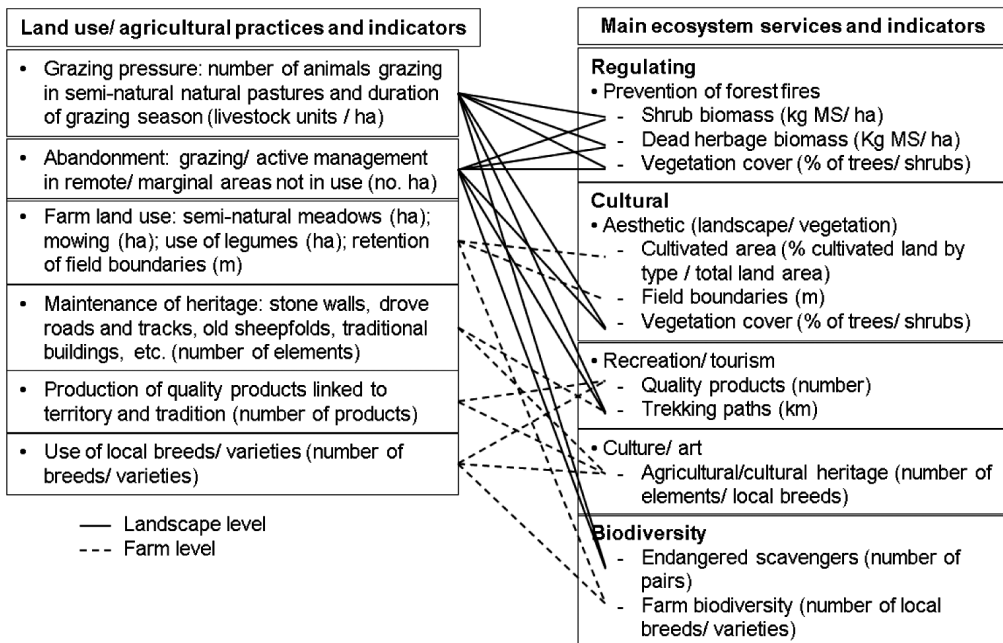 Land use/ agricultural practices and indicators
• Grazing pressure: number of animals grazing
in semi-natural natural pastures and duration
of grazing season (livestock units / ha)
• Abandonment: grazing/ active management
in remote/ marginal areas not in use (no. ha)
• Farm land use: semi-natural meadows (ha);
mowing (ha); use of legumes (ha); retention
of field boundaries (m)
• Maintenance of heritage: stone walls, drove
roads and tracks, old sheepfolds, traditional
buildings, etc. (number of elements)
• Production of quality products linked to
territory and tradition (number of products)
• Use of local breeds/ varieties (number of
breeds/ varieties)
Landscape level
Farm level
Main ecosystem services and indicators
Regulating
• Prevention of forest fires
- Shrub biomass (kg MS/ ha)
- Dead herbage biomass (Kg MS/ ha)
- Vegetation cover (% of trees/ shrubs)
Cultural
• Aesthetic (landscape/ vegetation)
- Cultivated area (% cultivated land by
type / total land area)
- Field boundaries (m)
- Vegetation cover (% of trees/ shrubs)
• Recreation/ tourism
- Quality products (number)
- Trekking paths (km)
• Culture/ art
- Agricultural/cultural heritage (number of
elements/ local breeds)
Biodiversity
- Endangered scavengers (number of
pairs)
- Farm biodiversity (number of local
breeds/ varieties)